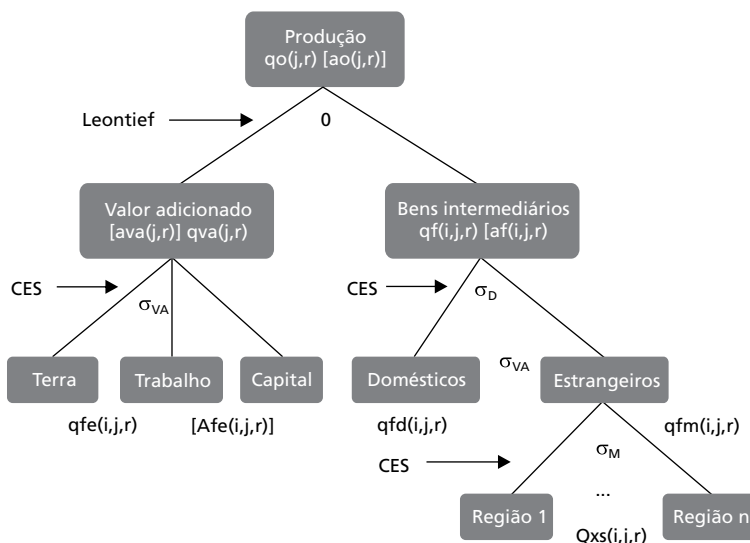 Produção
qo(j,r) [ao(j,r)]
Leontief
0
Valor adicionado
[ava(j,r)] qva(j,r)
Bens intermediários
qf(i,j,r) [af(i,j,r)
CES
σVA
CES
σD
Terra
Trabalho
Capital
Domésticos
σVA
Estrangeiros
qfe(i,j,r)
[Afe(i,j,r)]
qfd(i,j,r)
qfm(i,j,r)
CES
σM
...
Região 1
Região n
Qxs(i,j,r)